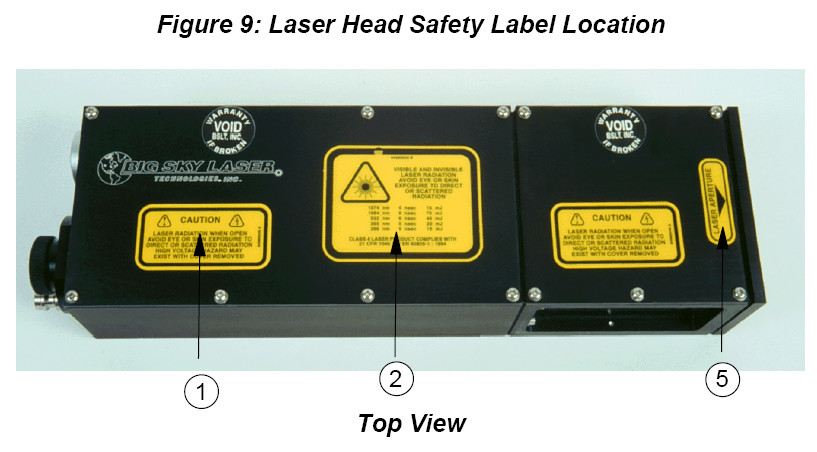 Figure 9: Laser Head Safety Label Location
WARRANTY
VOID
BSLT, INC.
IF BROKEN
WARRANTY
VOID
BSLT, INC.
IF BROKEN
BIG SKY LASER
TECHNOLOGIES, INC.
CAUTION
LASER RADIATION WHEN OPEN
AVOID EYE OR SKIN EXPOSURE TO
DIRECT OR SCATTERED RADIATION
HIGH VOLTAGE HAZARD MAY
EXIST WITH COVER REMOVED
VISIBLE AND INVISIBLE
LASER RADIATION
AVOID EYE OR SKIN
EXPOSURE TO DIRECT
OR SCATTERED
RADIATION
CLASS 4 LASER PRODUCT COMPLIES WITH
21 CFR
CAUTION
LASER RADIATION WHEN OPEN
AVOID EYE OR SKIN EXPOSURE TO
DIRECT OR SCATTERED RADIATION
HIGH VOLTAGE HAZARD MAY
EXIST WITH COVER REMOVED
LASER APERTURE
1
2
5
Top View